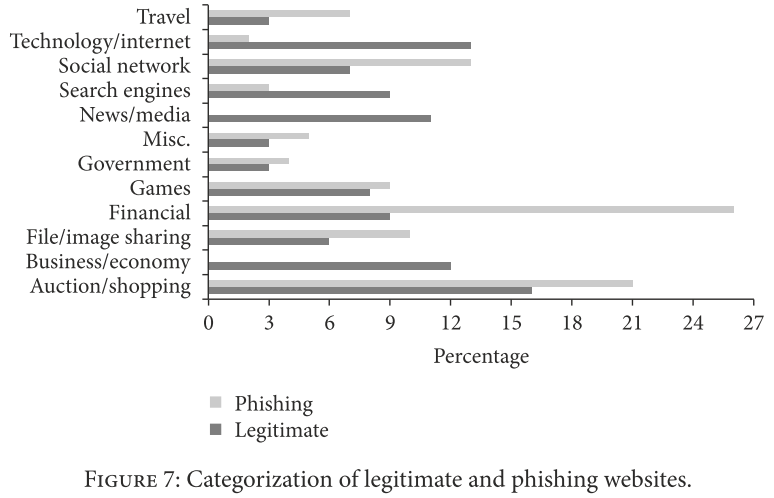 Travel
Technology/internet
Social network
Search engines
News/media
Misc.
Government
Games
Financial
File/image sharing
Business/economy
Auction/shopping
0 3 6 9 12 15 18 21 24 27
Percentage
Phishing
Legitimate
FIGURE 7: Categorization of legitimate and phishing websites.